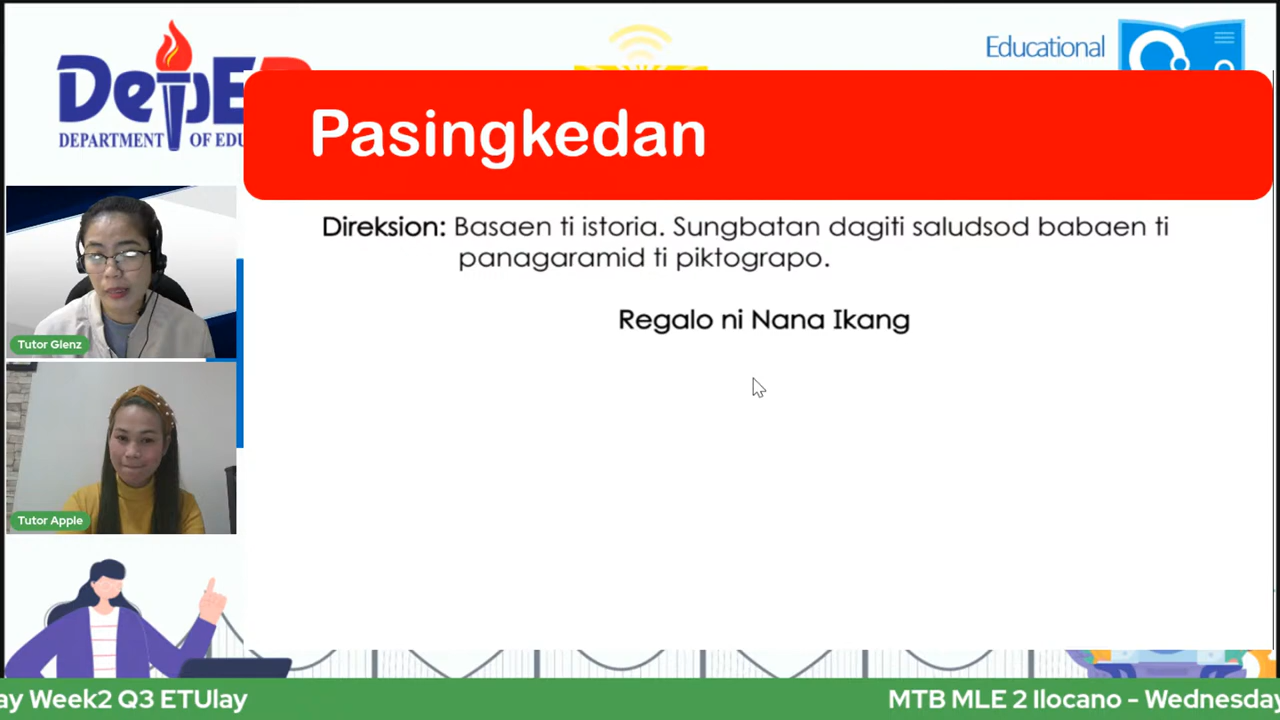 DepED
DEPARTMENT OF EDU
Educational
Pasingkedan
Direksion: Basaen ti istoria. Sungbatan dagiti saludsod babaen ti
panagaramid ti piktograpo.
Regalo ni Nana Ikang
Tutor Glenz
Tutor Apple
ay Week2 Q3 ETUlay
MTB MLE 2 Ilocano - Wednesday